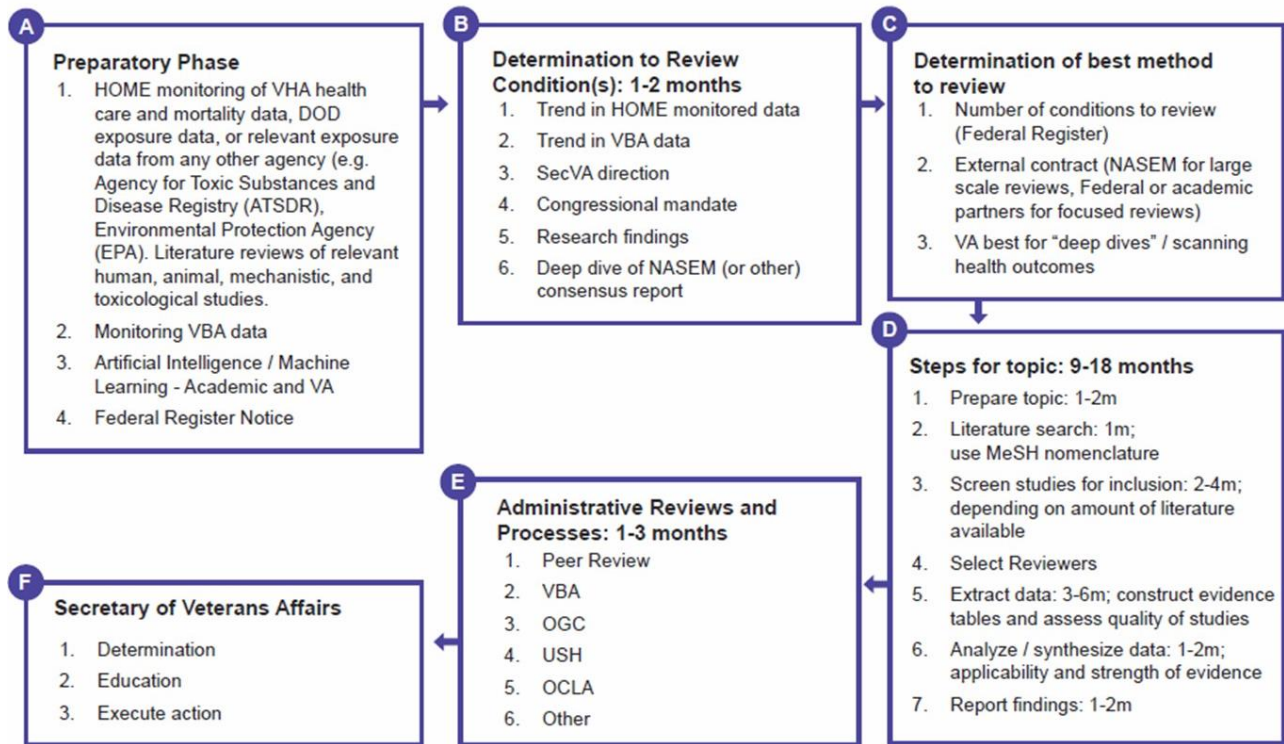 A
Preparatory Phase
1. HOME monitoring of VHA health
care and mortality data, DOD
exposure data, or relevant exposure
data from any other agency (e.g.
Agency for Toxic Substances and
Disease Registry (ATSDR),
Environmental Protection Agency
(EPA). Literature reviews of relevant
human, animal, mechanistic, and
toxicological studies.
2. Monitoring VBA data
3. Artificial Intelligence / Machine
Learning - Academic and VA
4. Federal Register Notice
B
Determination to Review
Condition(s): 1-2 months
1. Trend in HOME monitored data
2. Trend in VBA data
3. SecVA direction
4. Congressional mandate
5. Research findings
6. Deep dive of NASEM (or other)
consensus report
C
Determination of best method
to review
1. Number of conditions to review
(Federal Register)
2. External contract (NASEM for large
scale reviews, Federal or academic
partners for focused reviews)
3. VA best for “deep dives” / scanning
health outcomes
D
Steps for topic: 9-18 months
1. Prepare topic: 1-2m
2. Literature search: 1m;
use MeSH nomenclature
3. Screen studies for inclusion: 2-4m;
depending on amount of literature
available
4. Select Reviewers
5. Extract data: 3-6m; construct evidence
tables and assess quality of studies
6. Analyze / synthesize data: 1-2m;
applicability and strength of evidence
7. Report findings: 1-2m
E
Administrative Reviews and
Processes: 1-3 months
1. Peer Review
2. VBA
3. OGC
4. USH
5. OCLA
6. Other
F
Secretary of Veterans Affairs
1. Determination
2. Education
3. Execute action